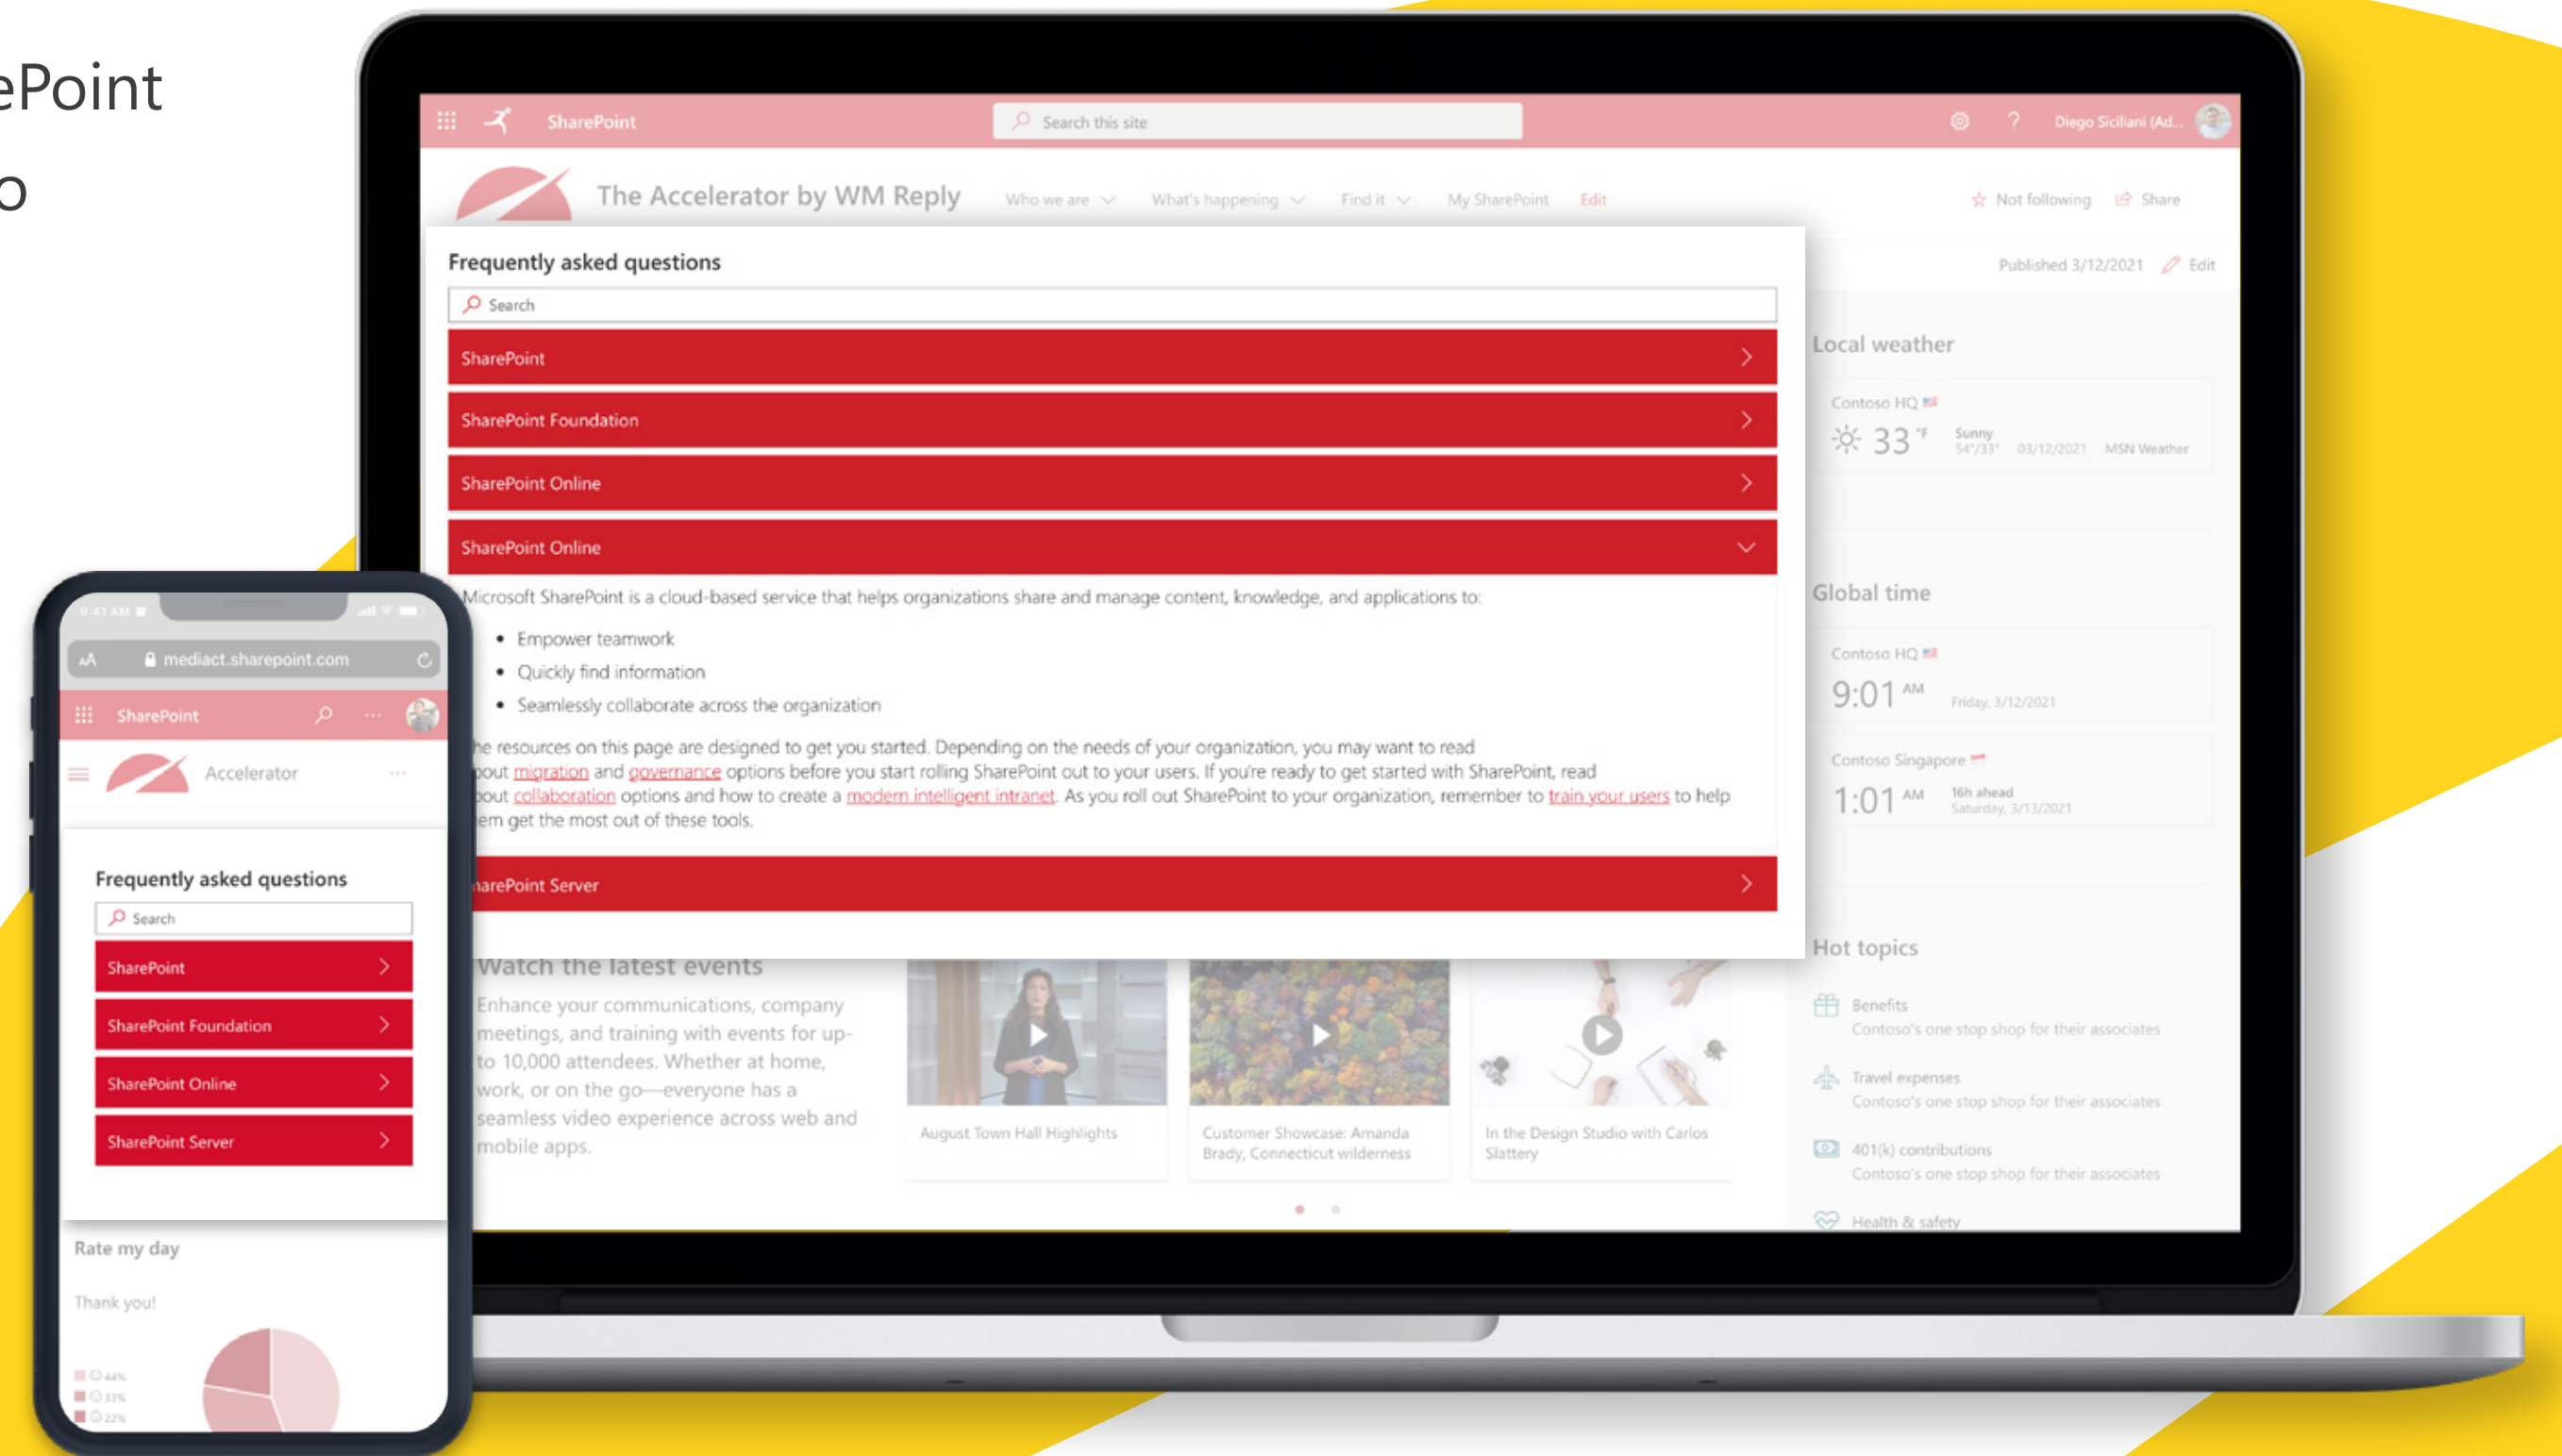 ePoint
o
SharePoint
Search this site
Diego Siciliani (Ad...
The Accelerator by WM Reply
Who we are
What's happening
Find it
My SharePoint
Edit
Not following
Share
Published 3/12/2021
Edit
Frequently asked questions
Search
SharePoint
SharePoint Foundation
SharePoint Online
SharePoint Online
Microsoft SharePoint is a cloud-based service that helps organizations share and manage content, knowledge, and applications to:
• Empower teamwork
• Quickly find information
• Seamlessly collaborate across the organization
he resources on this page are designed to get you started. Depending on the needs of your organization, you may want to read
bout migration and governance options before you start rolling SharePoint out to your users. If you're ready to get started with SharePoint, read
bout collaboration options and how to create a modern intelligent intranet. As you roll out SharePoint to your organization, remember to train your users to help
em get the most out of these tools.
harePoint Server
Local weather
Contoso HQ
33 °F
Sunny
54°/33°
03/12/2021
MSN Weather
Global time
Contoso HQ
9:01 AM
Friday, 3/12/2021
Contoso Singapore
1:01 AM
16h ahead
Saturday, 3/13/2021
Hot topics
Benefits
Contoso's one stop shop for their associates
Travel expenses
Contoso's one stop shop for their associates
401(k) contributions
Contoso's one stop shop for their associates
Health & safety
Watch the latest events
Enhance your communications, company
meetings, and training with events for up-
to 10,000 attendees. Whether at home,
work, or on the go—everyone has a
seamless video experience across web and
mobile apps.
August Town Hall Highlights
Customer Showcase: Amanda
Brady, Connecticut wilderness
In the Design Studio with Carlos
Slattery
9:41 AM
AA
mediact.sharepoint.com
SharePoint
Accelerator
Frequently asked questions
Search
SharePoint
SharePoint Foundation
SharePoint Online
SharePoint Server
Rate my day
Thank you!
44%
33%
22%